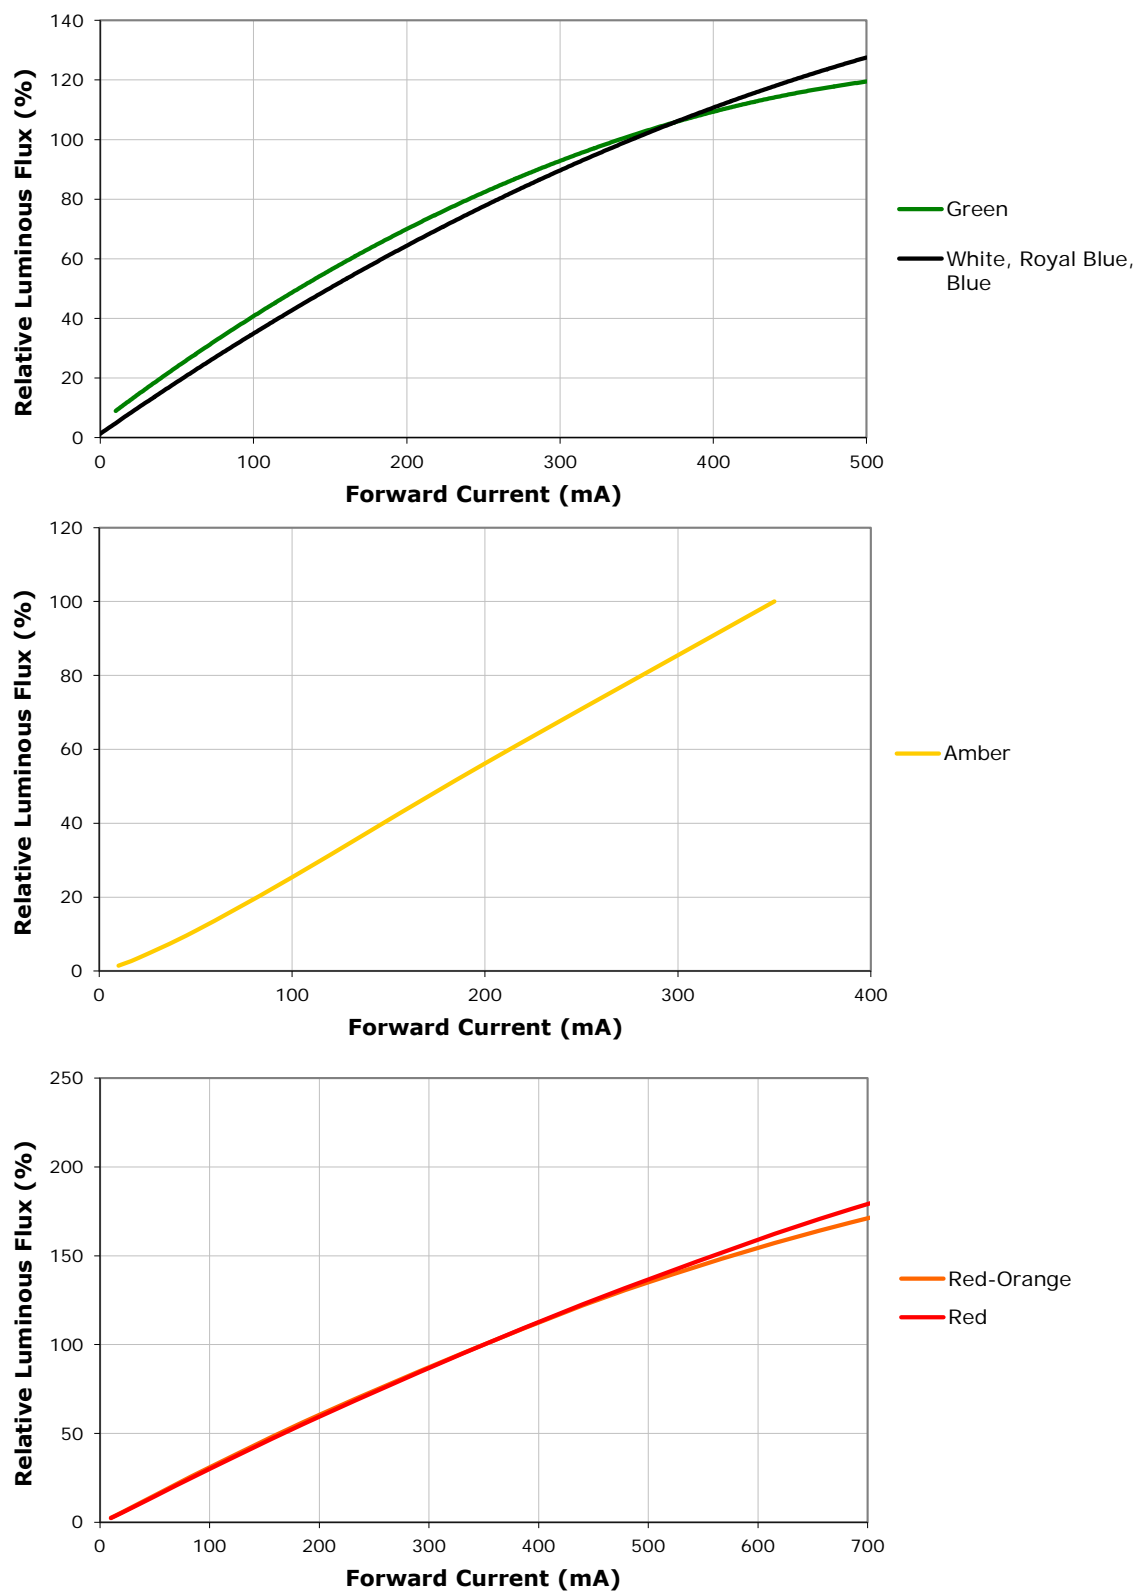 140
120
100
80
60
40
20
0
0 100 200 300 400 500
Relative Luminous Flux (%)
Forward Current (mA)
Green
White, Royal Blue,
Blue
120
100
80
60
40
20
0
0 100 200 300 400
Relative Luminous Flux (%)
Forward Current (mA)
Amber
250
200
150
100
50
0
0 100 200 300 400 500 600 700
Relative Luminous Flux (%)
Forward Current (mA)
Red-Orange
Red